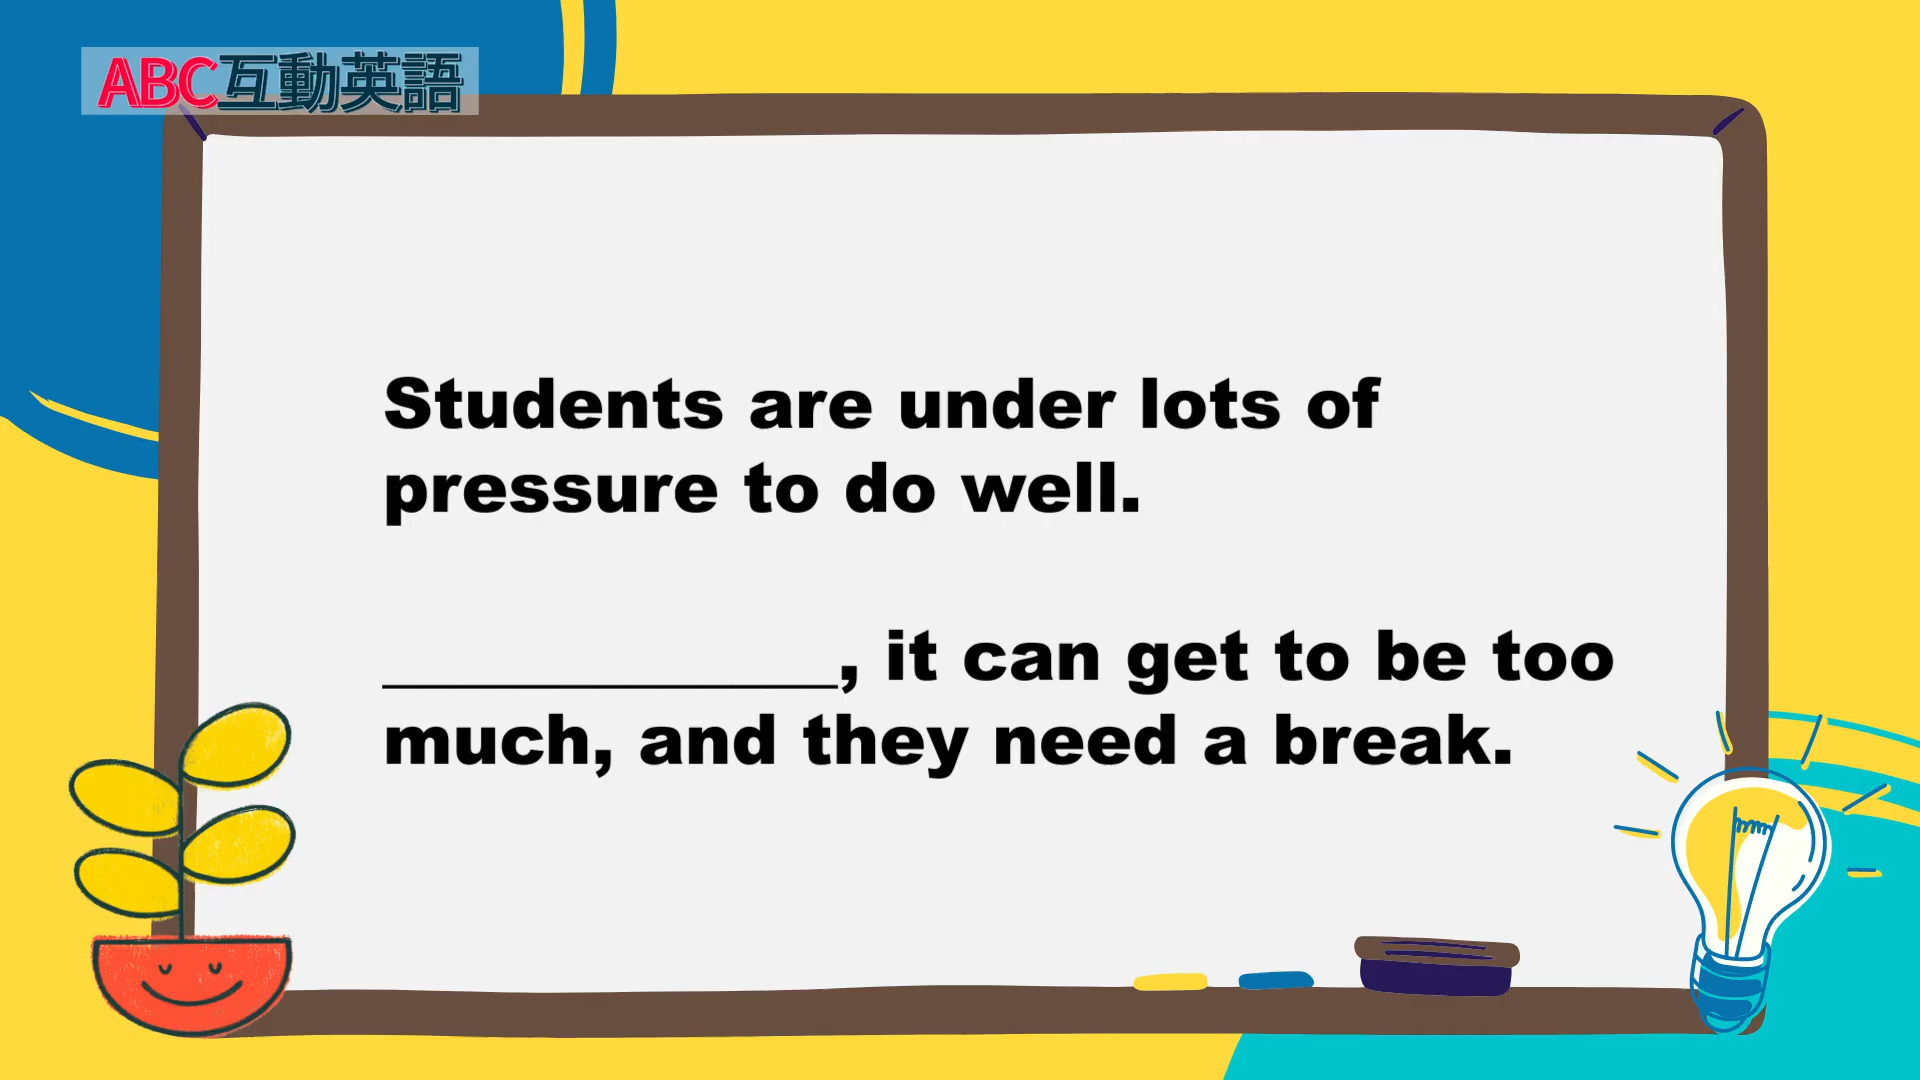 ABC互動英語
Students are under lots of
pressure to do well.
_____________, it can get to be too
much, and they need a break.